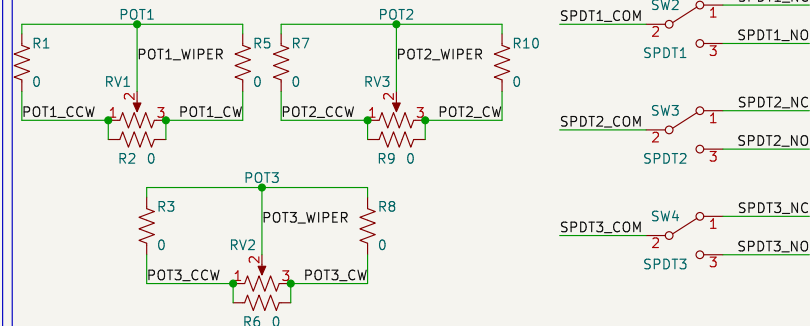 POT1
R1
0
POT1_WIPER
R5
0
RV1
2
POT1_CCW
1
3
POT1_CW
R2 0
POT2
R7
0
POT2_WIPER
R10
0
RV3
2
POT2_CCW
1
3
POT2_CW
R9 0
POT3
R3
0
POT3_WIPER
R8
0
RV2
2
POT3_CCW
1
3
POT3_CW
R6 0
SW2
SPDT1_COM
2
1
SPDT1_NO
SPDT1
3
SW3
SPDT2_NC
SPDT2_COM
2
1
SPDT2_NO
SPDT2
3
SW4
SPDT3_NC
SPDT3_COM
2
1
SPDT3_NO
SPDT3
3